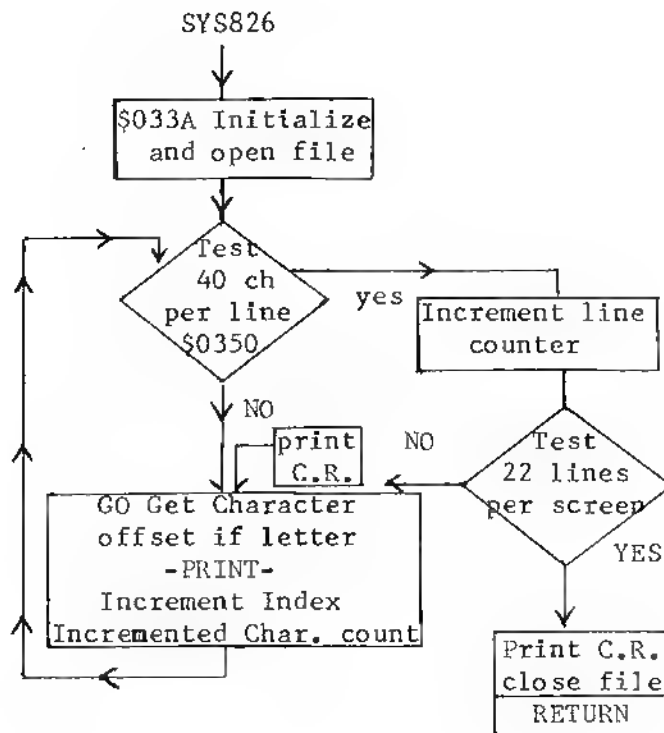 SYS826
$033A Initialize
and open file
Test
40 ch
per line
$0350
yes
Increment line
counter
NO
print
C.R.
NO
Test
22 lines
per screen
YES
GO Get Character
offset if letter
-PRINT-
Increment Index
Incremented Char. count
Print C.R.
close file
RETURN